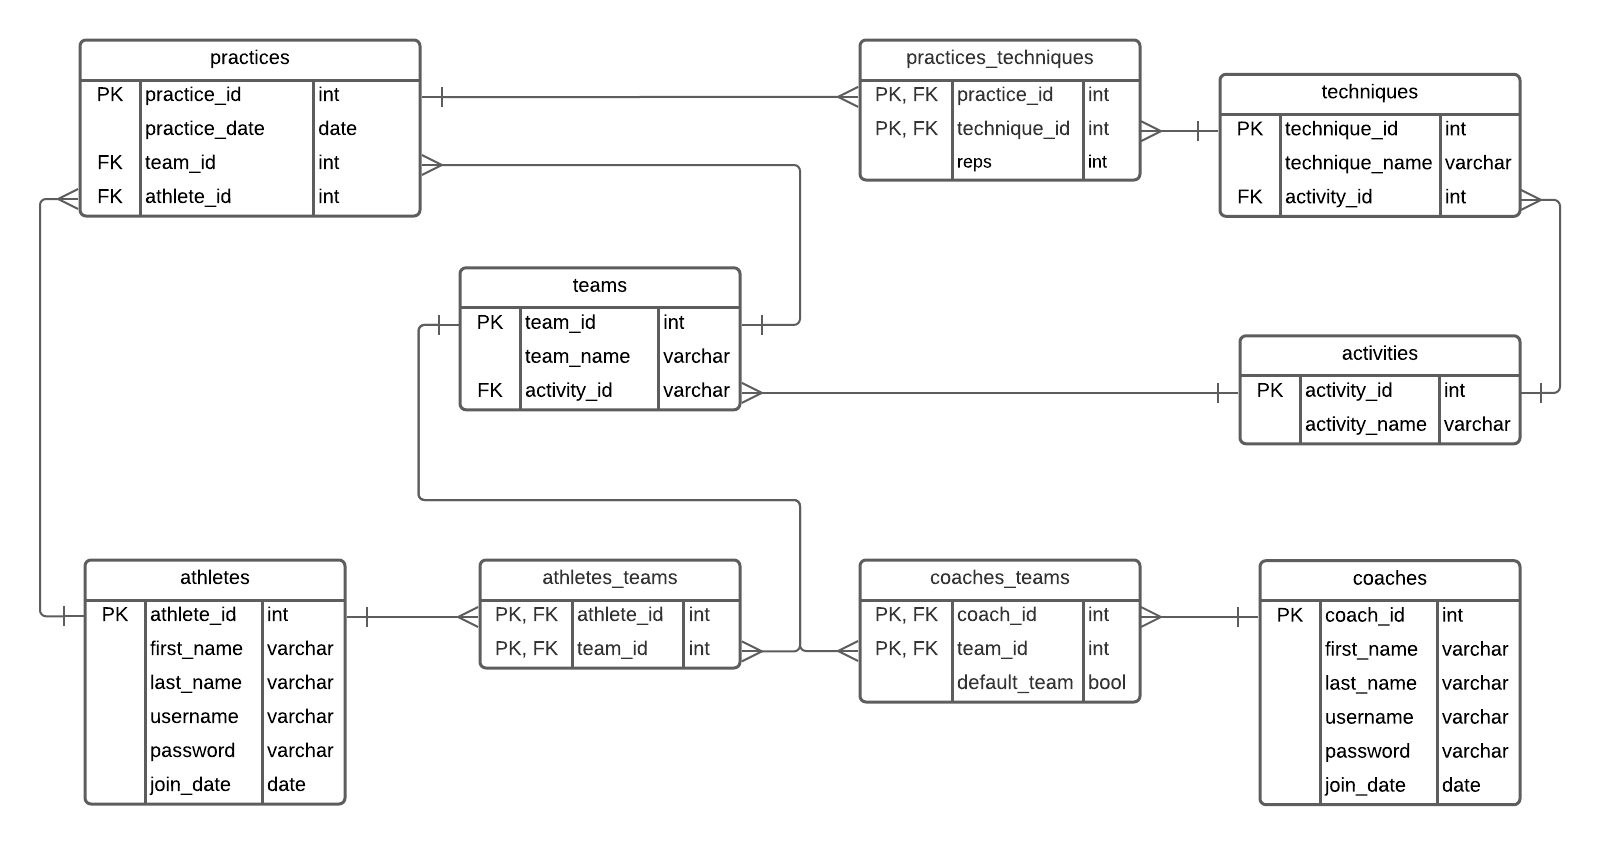 practices
PK practice_id int
practice_date date
FK team_id int
FK athlete_id int
practices_techniques
PK, FK practice_id int
PK, FK technique_id int
reps int
techniques
PK technique_id int
technique_name varchar
FK activity_id int
teams
PK team_id int
team_name varchar
FK activity_id varchar
activities
PK activity_id int
activity_name varchar
athletes
PK athlete_id int
first_name varchar
last_name varchar
username varchar
password varchar
join_date date
athletes_teams
PK, FK athlete_id int
PK, FK team_id int
coaches_teams
PK, FK coach_id int
PK, FK team_id int
default_team bool
coaches
PK coach_id int
first_name varchar
last_name varchar
username varchar
password varchar
join_date date